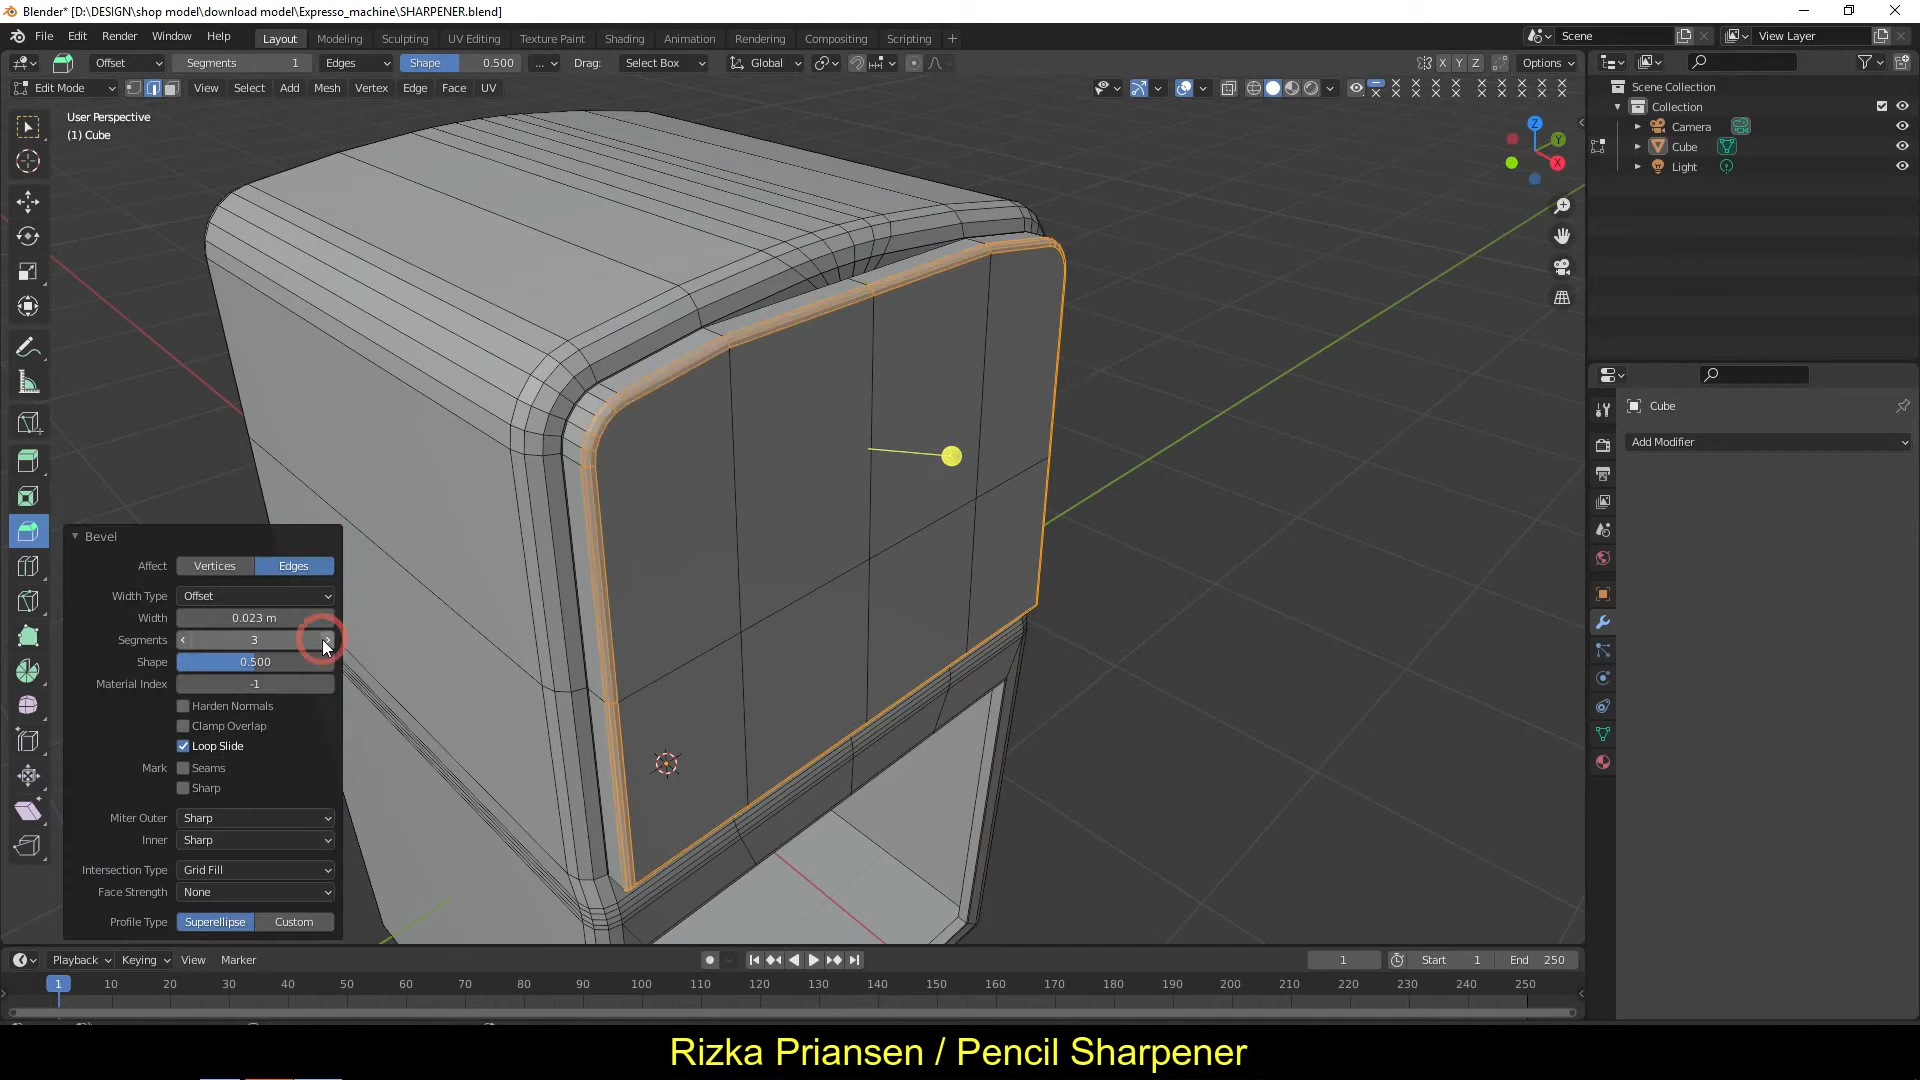 Blender* [D:\DESIGN\shop model\download model\Expresso_machine\SHARPENER.blend]
File Edit Render Window Help Layout Modeling Sculpting UV Editing Texture Paint Shading Animation Rendering Compositing Scripting + Scene View Layer
Offset Segments 1 Edges Shape 0.500 ... Drag: Select Box Global X Y Z Options
Edit Mode View Select Add Mesh Vertex Edge Face UV
User Perspective
(1) Cube
Z
Y
X
Scene Collection
Collection
Camera
Cube
Light
Cube
Add Modifier
Bevel
Affect Vertices Edges
Width Type Offset
Width 0.023 m
Segments 3
Shape 0.500
Material Index -1
Harden Normals
Clamp Overlap
Loop Slide
Mark Seams
Sharp
Miter Outer Sharp
Inner Sharp
Intersection Type Grid Fill
Face Strength None
Profile Type Superellipse Custom
Playback Keying View Marker 1 Start 1 End 250
1 10 20 30 40 50 60 70 80 90 100 110 120 130 140 150 160 170 180 190 200 210 220 230 240 250
Rizka Priansen / Pencil Sharpener